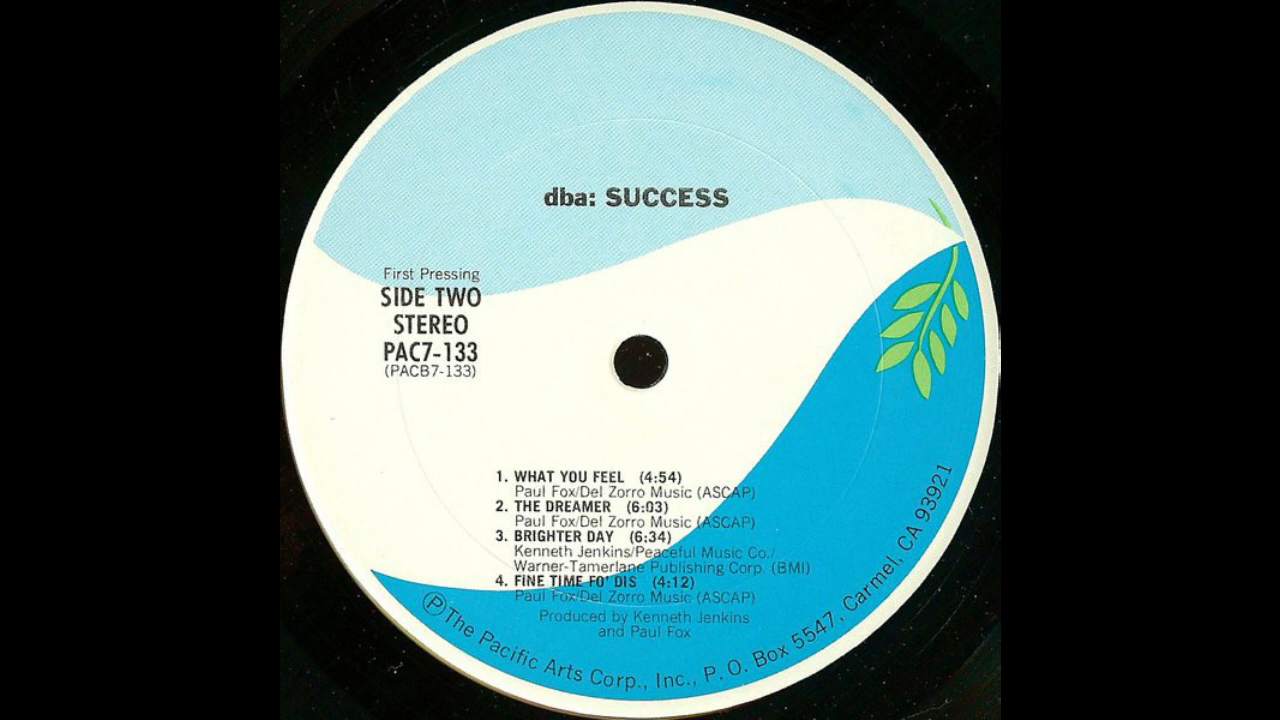 dba: SUCCESS
First Pressing
SIDE TWO
STEREO
PAC7-133
(PACB7-133)
1. WHAT YOU FEEL (4:54)
Paul Fox/Del Zorro Music (ASCAP)
2. THE DREAMER (6:03)
Paul Fox/Del Zorro Music (ASCAP)
3. BRIGHTER DAY (6:34)
Kenneth Jenkins/Peaceful Music Co./
Warner-Tamerlane Publishing Corp. (BMI)
4. FINE TIME FO' DIS (4:12)
Paul Fox/Del Zorro Music (ASCAP)
Produced by Kenneth Jenkins
and Paul Fox
Ⓟ The Pacific Arts Corp., Inc., P. O. Box 5547, Carmel, CA 93921